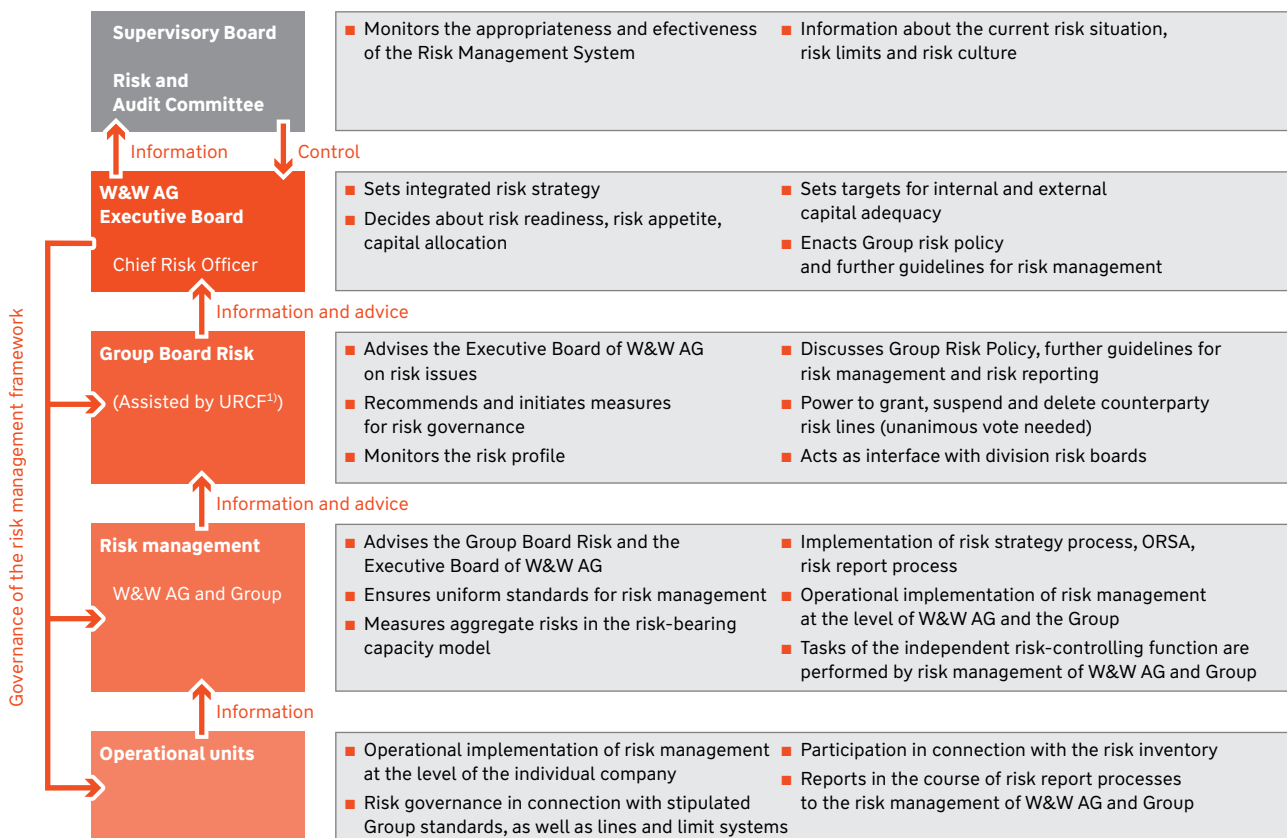 Supervisory Board
Risk and
Audit Committee
■ Monitors the appropriateness and efectiveness
of the Risk Management System
■ Information about the current risk situation,
risk limits and risk culture
Information
Control
W&W AG
Executive Board
Chief Risk Officer
■ Sets integrated risk strategy
■ Decides about risk readiness, risk appetite,
capital allocation
■ Sets targets for internal and external
capital adequacy
■ Enacts Group risk policy
and further guidelines for risk management
Information and advice
Governance of the risk management framework
Group Board Risk
(Assisted by URCF1))
■ Advises the Executive Board of W&W AG
on risk issues
■ Recommends and initiates measures
for risk governance
■ Monitors the risk profile
■ Discusses Group Risk Policy, further guidelines for
risk management and risk reporting
■ Power to grant, suspend and delete counterparty
risk lines (unanimous vote needed)
■ Acts as interface with division risk boards
Information and advice
Risk management
W&W AG and Group
■ Advises the Group Board Risk and the
Executive Board of W&W AG
■ Ensures uniform standards for risk management
■ Measures aggregate risks in the risk-bearing
capacity model
■ Implementation of risk strategy process, ORSA,
risk report process
■ Operational implementation of risk management
at the level of W&W AG and the Group
■ Tasks of the independent risk-controlling function are
performed by risk management of W&W AG and Group
Information
Operational units
■ Operational implementation of risk management
at the level of the individual company
■ Risk governance in connection with stipulated
Group standards, as well as lines and limit systems
■ Participation in connection with the risk inventory
■ Reports in the course of risk report processes
to the risk management of W&W AG and Group